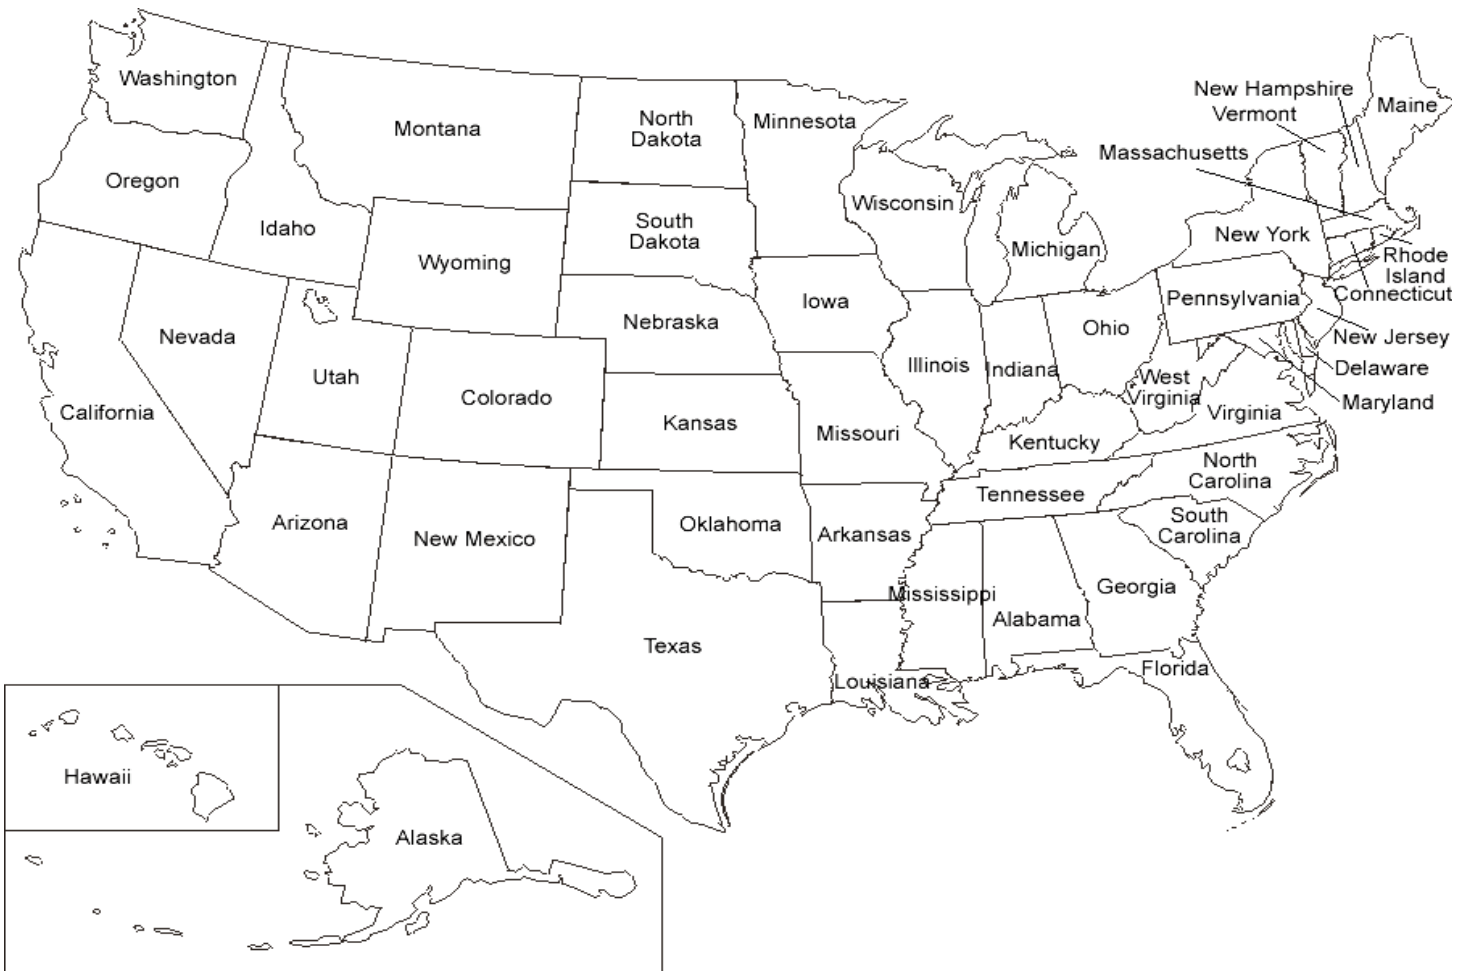 Washington
Montana
North
Dakota
Minnesota
New Hampshire
Vermont
Maine
Massachusetts
Oregon
Idaho
Wyoming
South
Dakota
Wisconsin
Michigan
New York
Rhode
Island
Connecticut
Nevada
Utah
Colorado
Nebraska
Iowa
Illinois
Indiana
Ohio
Pennsylvania
New Jersey
Delaware
Maryland
California
Kansas
Missouri
Kentucky
West
Virginia
Virginia
Arizona
New Mexico
Oklahoma
Arkansas
Tennessee
North
Carolina
South
Carolina
Texas
Mississippi
Alabama
Georgia
Louisiana
Florida
Hawaii
Alaska